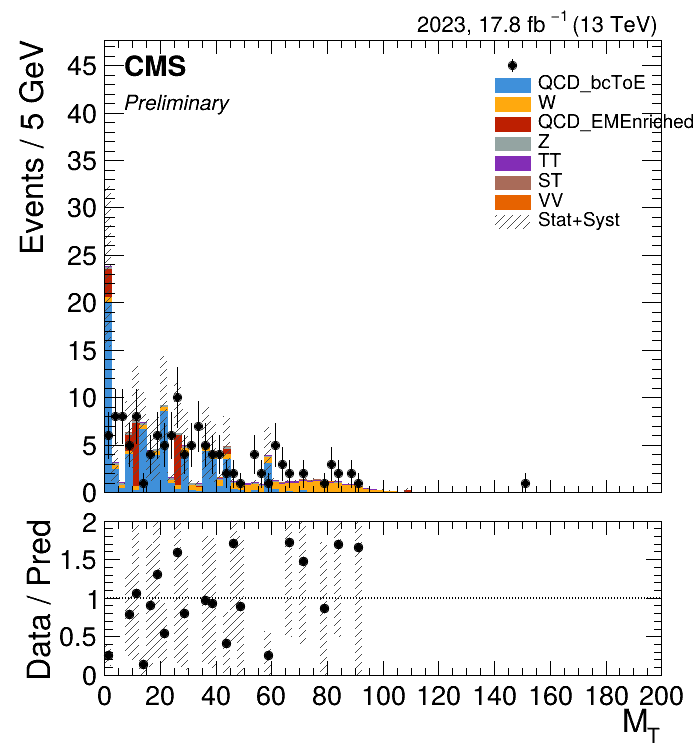 2023, 17.8 fb⁻¹ (13 TeV)
Events / 5 GeV
CMS
Preliminary
QCD_bcToE
W
QCD_EMEnriched
Z
TT
ST
VV
Stat+Syst
45
40
35
30
25
20
15
10
5
0
Data / Pred
2
1.5
1
0.5
0
0 20 40 60 80 100 120 140 160 180 200
M_T